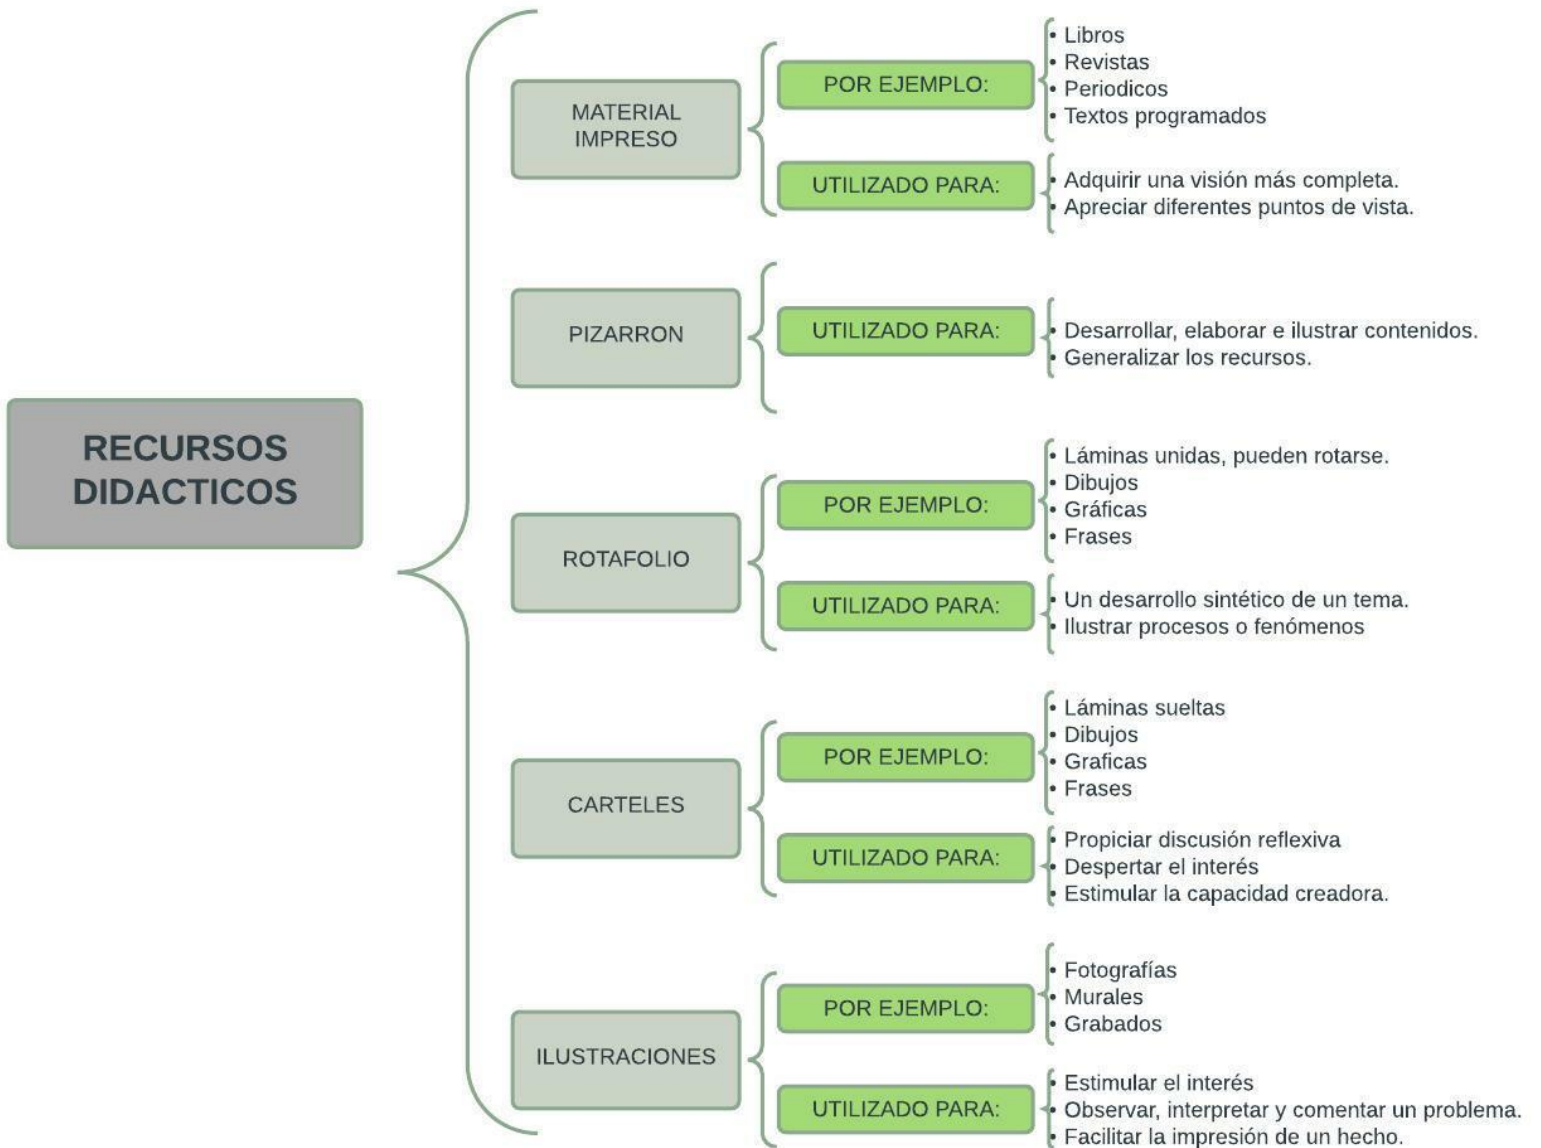 RECURSOS
DIDACTICOS
MATERIAL
IMPRESO
POR EJEMPLO:
• Libros
• Revistas
• Periodicos
• Textos programados
UTILIZADO PARA:
• Adquirir una visión más completa.
• Apreciar diferentes puntos de vista.
PIZARRON
UTILIZADO PARA:
• Desarrollar, elaborar e ilustrar contenidos.
• Generalizar los recursos.
ROTAFOLIO
POR EJEMPLO:
• Láminas unidas, pueden rotarse.
• Dibujos
• Gráficas
• Frases
UTILIZADO PARA:
• Un desarrollo sintético de un tema.
• Ilustrar procesos o fenómenos
CARTELES
POR EJEMPLO:
• Láminas sueltas
• Dibujos
• Graficas
• Frases
UTILIZADO PARA:
• Propiciar discusión reflexiva
• Despertar el interés
• Estimular la capacidad creadora.
ILUSTRACIONES
POR EJEMPLO:
• Fotografías
• Murales
• Grabados
UTILIZADO PARA:
• Estimular el interés
• Observar, interpretar y comentar un problema.
• Facilitar la impresión de un hecho.